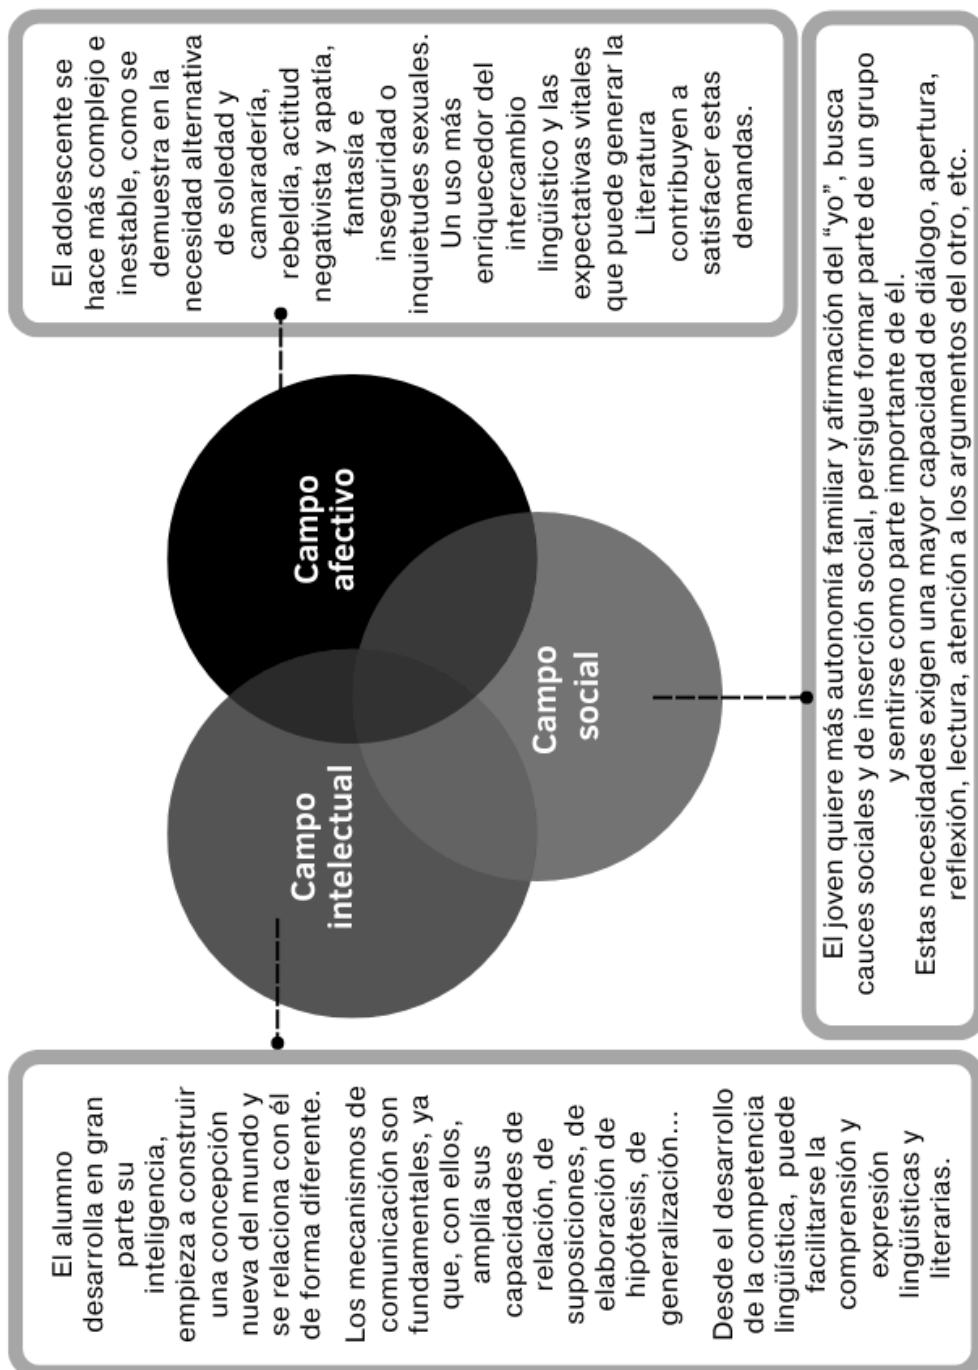 El alumno
desarrolla en gran
parte su
inteligencia,
empieza a construir
una concepción
nueva del mundo y
se relaciona con él
de forma diferente.
Los mecanismos de
comunicación son
fundamentales, ya
que, con ellos,
amplía sus
capacidades de
relación, de
suposiciones, de
elaboración de
hipótesis, de
generalización...
Desde el desarrollo
de la competencia
lingüística, puede
facilitarse la
comprensión y
expresión
lingüísticas y
literarias.
Campo
intelectual
Campo
afectivo
Campo
social
El adolescente se
hace más complejo e
inestable, como se
demuestra en la
necesidad alternativa
de soledad y
camaradería,
rebeldía, actitud
negativista y apatía,
fantasía e
inseguridad o
inquietudes sexuales.
Un uso más
enriquecedor del
intercambio
lingüístico y las
expectativas vitales
que puede generar la
Literatura
contribuyen a
satisfacer estas
demandas.
El joven quiere más autonomía familiar y afirmación del "yo", busca
cauces sociales y de inserción social, persigue formar parte de un grupo
y sentirse como parte importante de él.
Estas necesidades exigen una mayor capacidad de diálogo, apertura,
reflexión, lectura, atención a los argumentos del otro, etc.